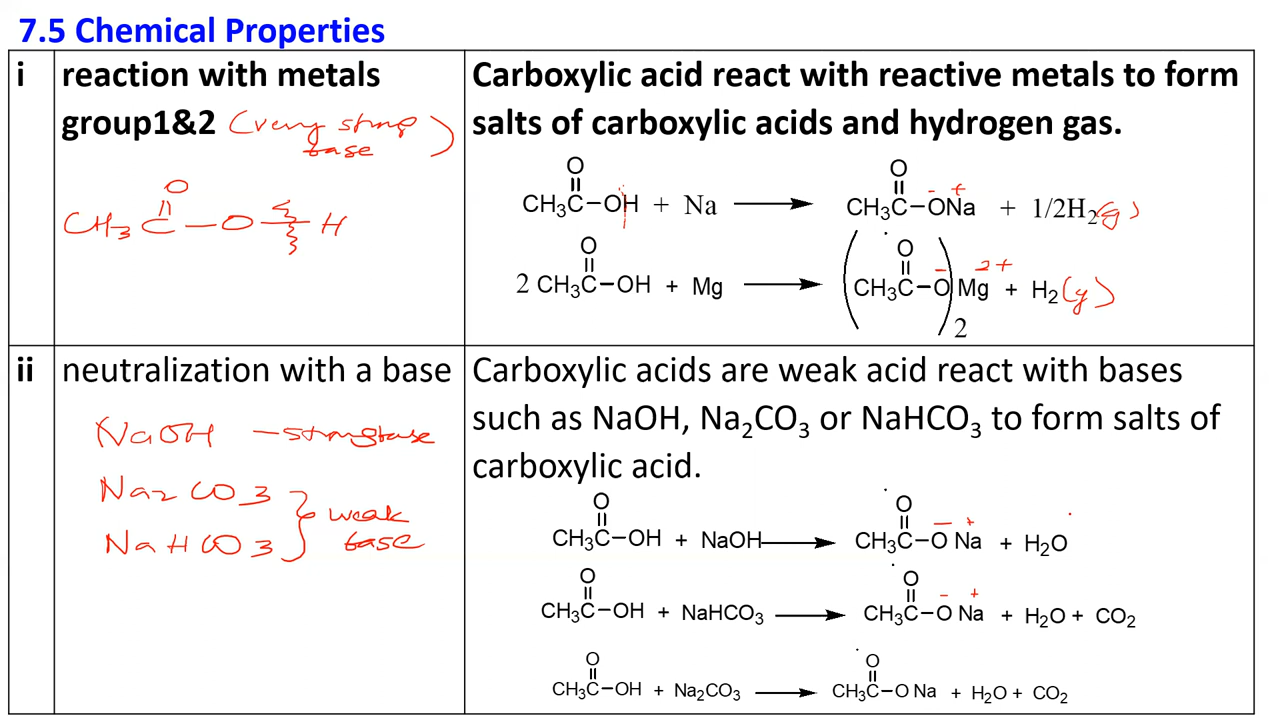 7.5 Chemical Properties
i
reaction with metals
group1&2 (very strong
base)
CH3C(=O)—O—H
Carboxylic acid react with reactive metals to form
salts of carboxylic acids and hydrogen gas.
O
CH₃C–OH + Na → CH₃C–O⁻Na⁺ + 1/2H₂(g)
O
O
2 CH₃C–OH + Mg → (CH₃C–O⁻)₂ Mg²⁺ + H₂(g)
O
ii
neutralization with a base
NaOH – strong base
Na2CO3
NaHCO3
} weak
base
Carboxylic acids are weak acid react with bases
such as NaOH, Na₂CO₃ or NaHCO₃ to form salts of
carboxylic acid.
O O
CH₃C–OH + NaOH → CH₃C–O⁻ Na⁺ + H₂O
O O
CH₃C–OH + NaHCO₃ → CH₃C–O⁻ Na⁺ + H₂O + CO₂
O O
CH₃C–OH + Na₂CO₃ → CH₃C–O Na + H₂O + CO₂